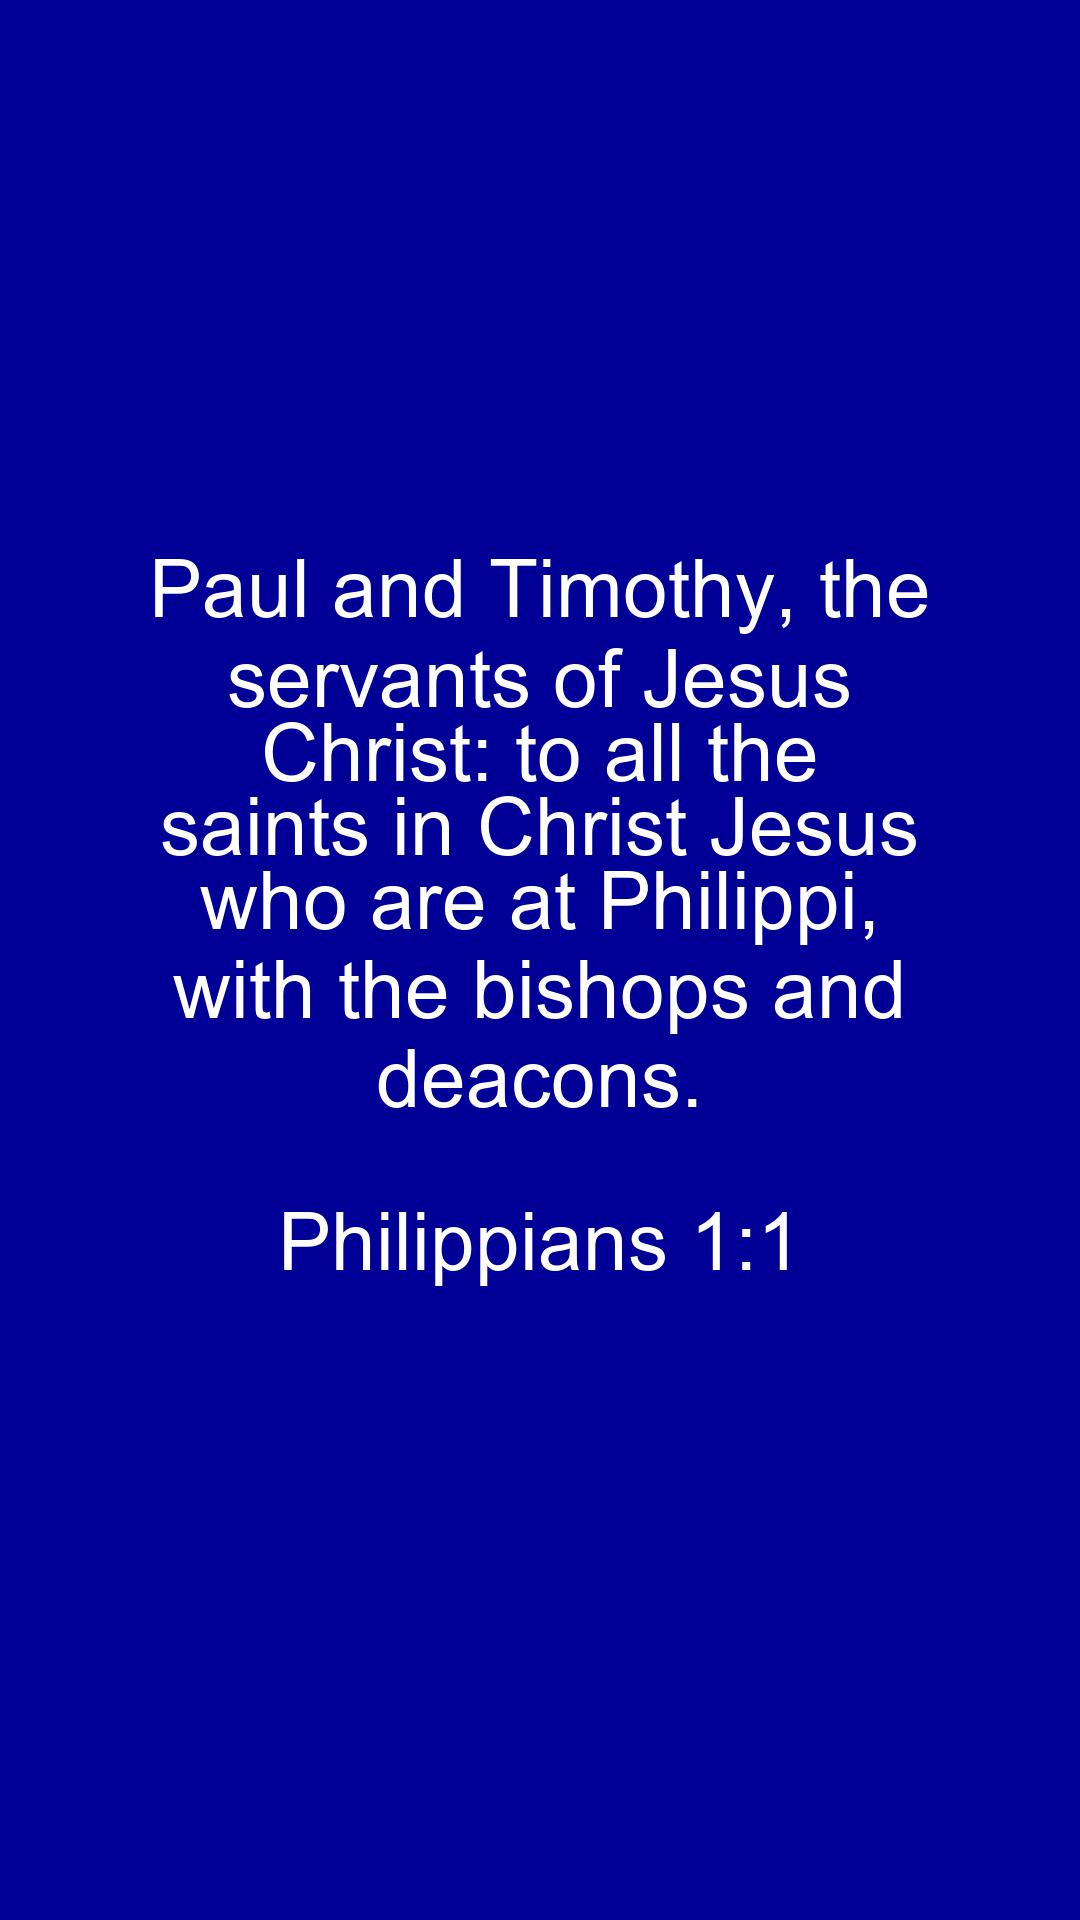 Paul and Timothy, the
servants of Jesus
Christ: to all the
saints in Christ Jesus
who are at Philippi,
with the bishops and
deacons.
Philippians 1:1